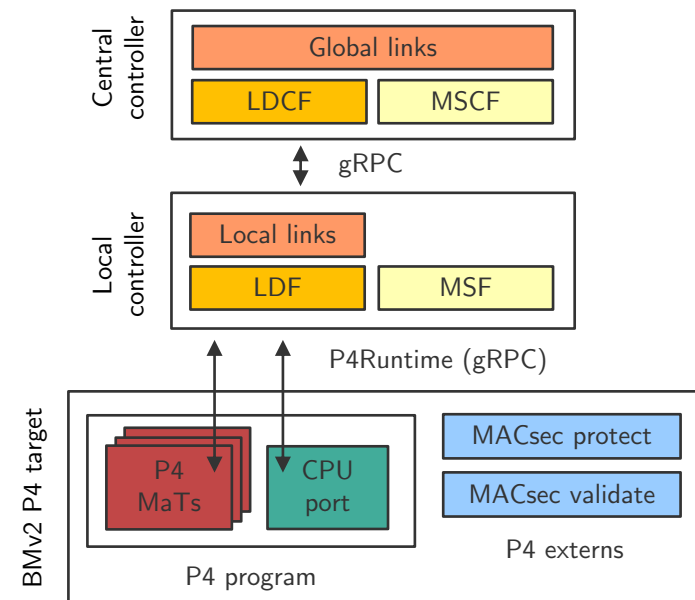 Central
controller
Global links
LDCF
MSCF
gRPC
Local
controller
Local links
LDF
MSF
P4Runtime (gRPC)
BMv2 P4 target
P4
MaTs
CPU
port
P4 program
MACsec protect
MACsec validate
P4 externs